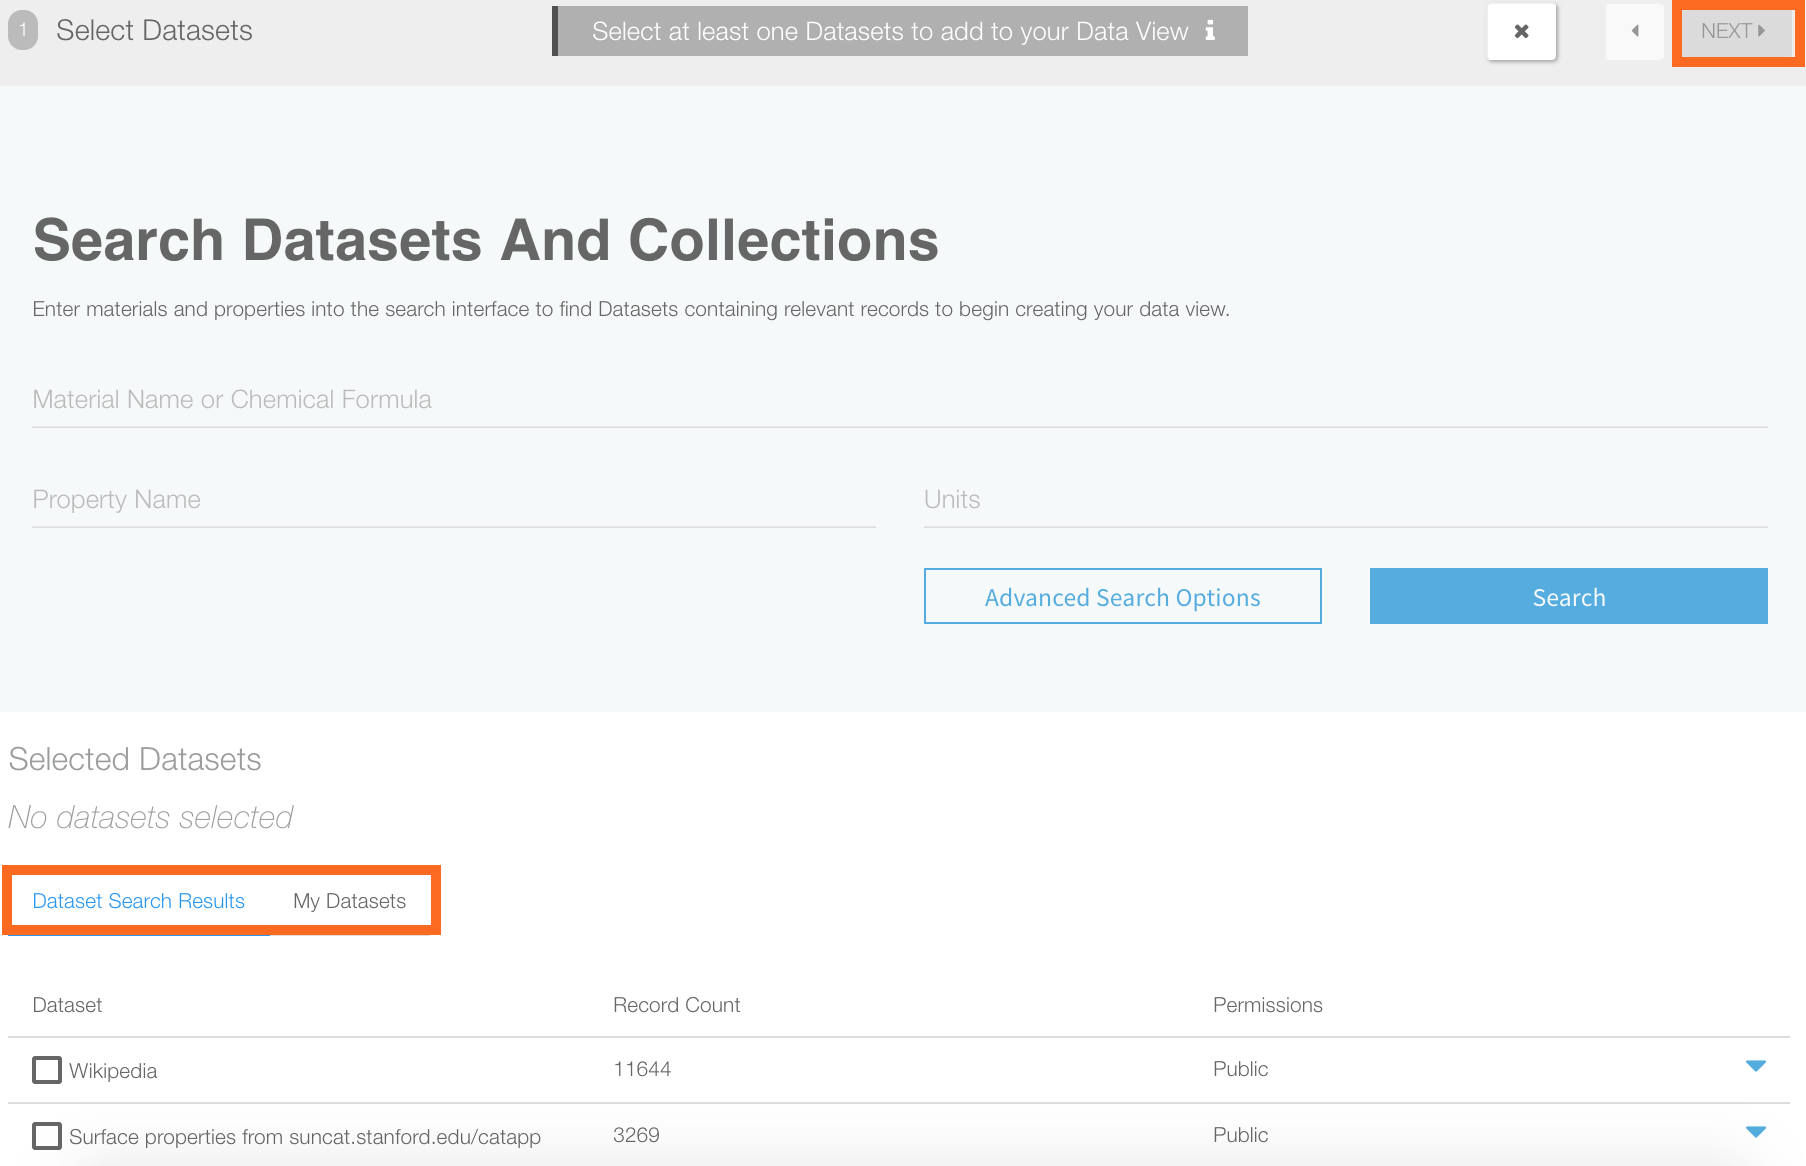 1 Select Datasets
Select at least one Datasets to add to your Data View i
NEXT
Search Datasets And Collections
Enter materials and properties into the search interface to find Datasets containing relevant records to begin creating your data view.
Material Name or Chemical Formula
Property Name Units
Advanced Search Options Search
Selected Datasets
No datasets selected
Dataset Search Results My Datasets
Dataset Record Count Permissions
Wikipedia 11644 Public
Surface properties from suncat.stanford.edu/catapp 3269 Public